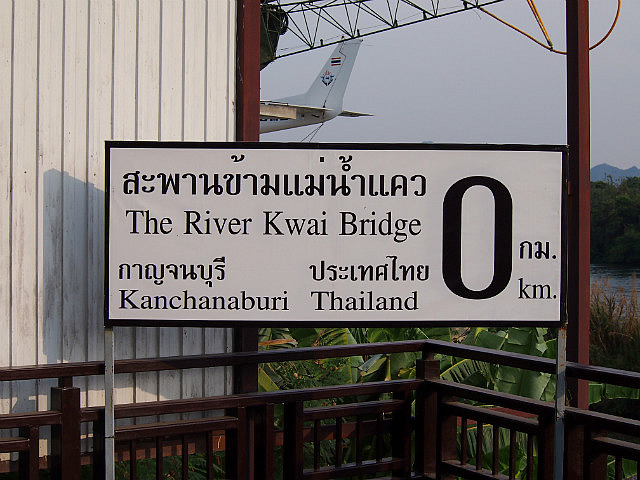 สะพานข้ามแม่น้ำแคว
The River Kwai Bridge
กาญจนบุรี ประเทศไทย
Kanchanaburi Thailand
0 กม.
km.